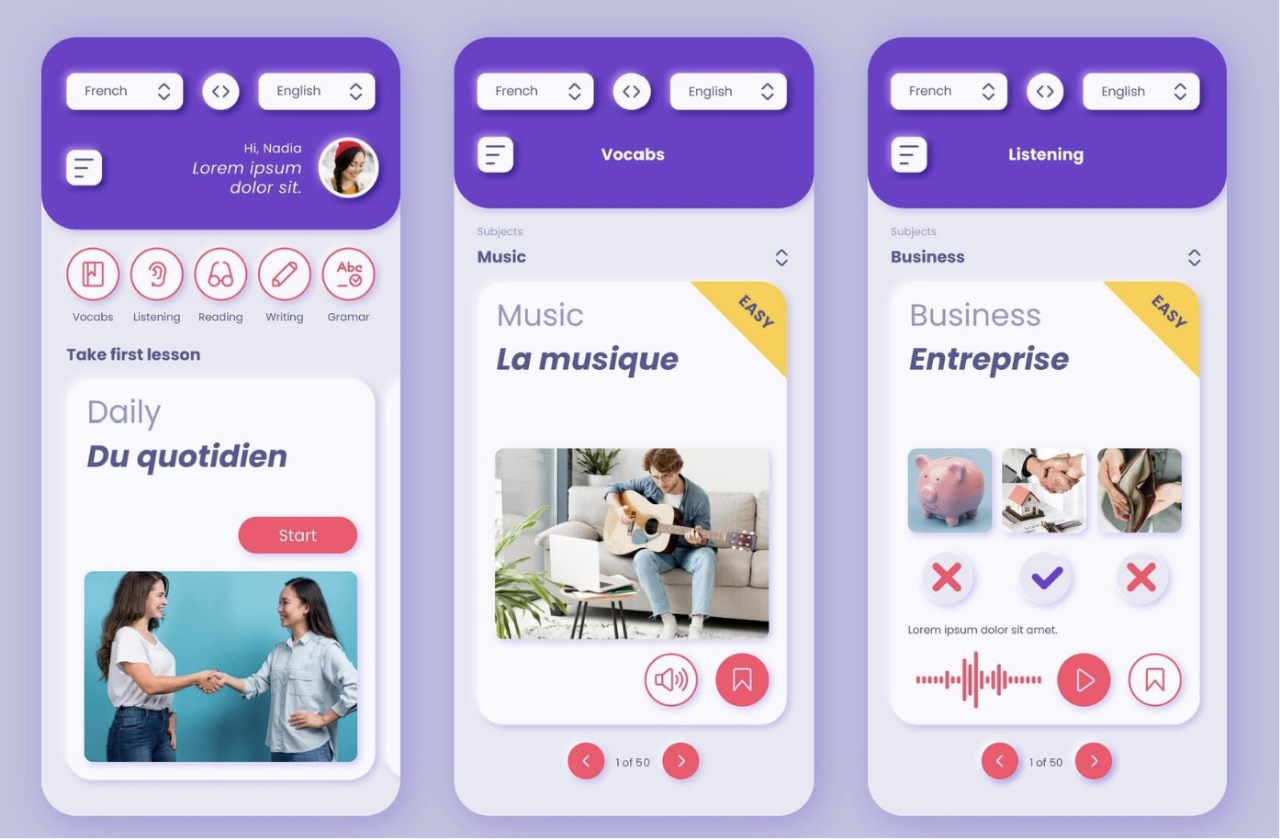 French
English
Hi, Nadia
Lorem ipsum
dolor sit.
Vocabs
Listening
Reading
Abc
Writing
Gramar
Take first lesson
Daily
Du quotidien
Start
French
English
Vocabs
Subjects
Music
EASY
Music
La musique
1 of 50
French
English
Listening
Subjects
Business
EASY
Business
Entreprise
Lorem ipsum dolor sit amet.
1 of 50